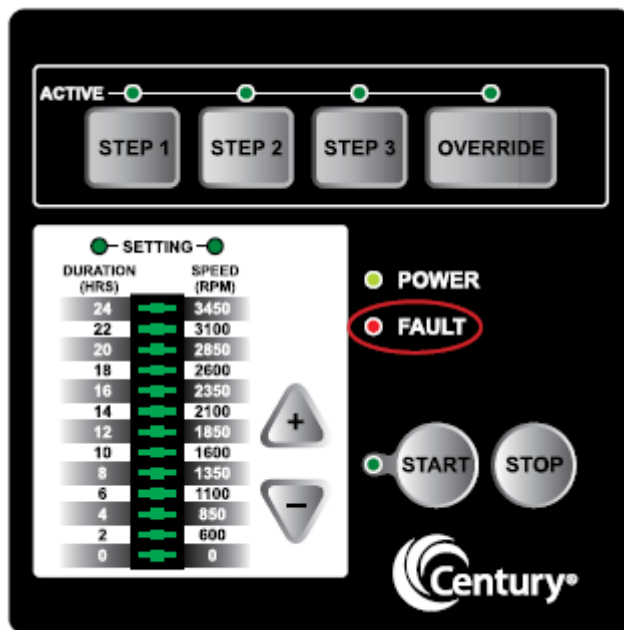 ACTIVE
STEP 1 STEP 2 STEP 3 OVERRIDE
SETTING
DURATION (HRS) SPEED (RPM)
24 3450
22 3100
20 2850
18 2600
16 2350
14 2100
12 1850
10 1600
8 1350
6 1100
4 850
2 600
0 0
+
−
POWER
FAULT
START STOP
Century®